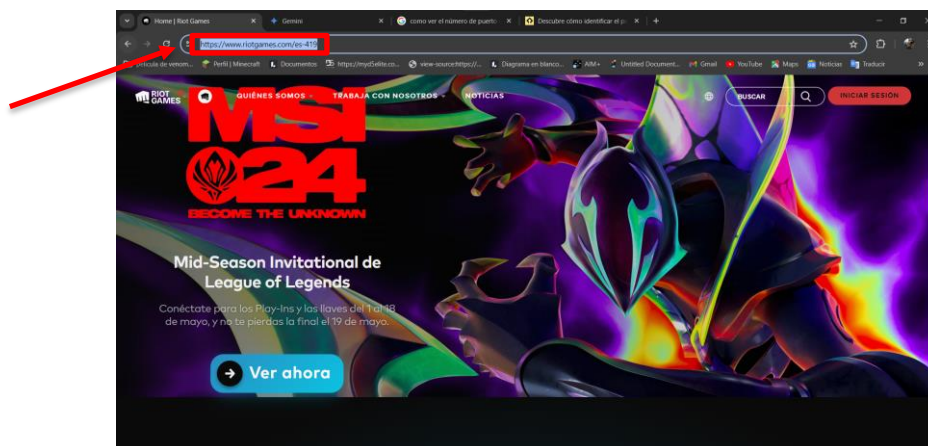 Home | Riot Games
Gemini
como ver el número de puerto
Descubre cómo identificar el p
https://www.riotgames.com/es-419
Película de venom...
Perfil | Minecraft
Documentos
https://myd5elite.co...
view-source:https://...
Diagrama en blanco...
AIM+
Untitled Document...
Gmail
YouTube
Maps
Noticias
Traducir
RIOT GAMES
QUIÉNES SOMOS
TRABAJA CON NOSOTROS
NOTICIAS
BUSCAR
INICIAR SESIÓN
MSI
024
BECOME THE UNKNOWN
Mid-Season Invitational de
League of Legends
Conéctate para los Play-Ins y las llaves del 1 al 18
de mayo, y no te pierdas la final el 19 de mayo.
Ver ahora